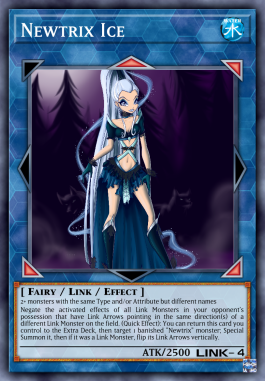 Newtrix Ice
WATER
水
[ Fairy / Link / Effect ]
2+ monsters with the same Type and/or Attribute but different names
Negate the activated effects of all Link Monsters in your opponent's
possession that have Link Arrows pointing in the same direction(s) of a
different Link Monster on the field. (Quick Effect): You can return this card you
control to the Extra Deck, then target 1 banished "Newtrix" monster; Special
Summon it, then if it was a Link Monster, flip its Link Arrows vertically.
ATK/2500 LINK-4